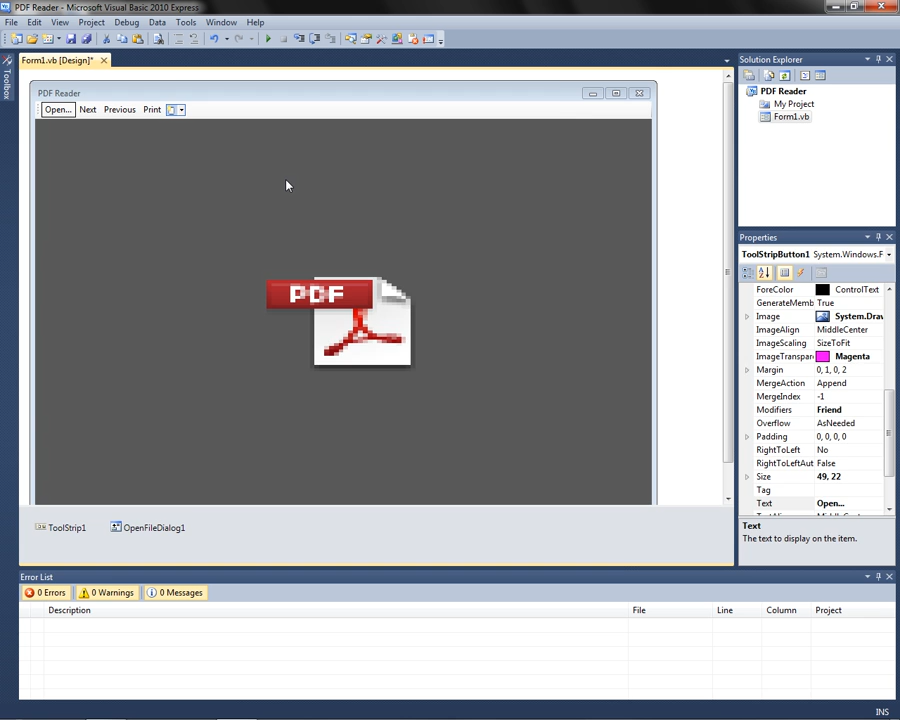 PDF Reader - Microsoft Visual Basic 2010 Express
File Edit View Project Debug Data Tools Window Help
Toolbox
Form1.vb [Design]*
PDF Reader
Open... Next Previous Print
PDF
ToolStrip1 OpenFileDialog1
Solution Explorer
PDF Reader
My Project
Form1.vb
Properties
ToolStripButton1 System.Windows.F
ForeColor ControlText
GenerateMemb True
Image System.Drav
ImageAlign MiddleCenter
ImageScaling SizeToFit
ImageTranspar Magenta
Margin 0, 1, 0, 2
MergeAction Append
MergeIndex -1
Modifiers Friend
Overflow AsNeeded
Padding 0, 0, 0, 0
RightToLeft No
RightToLeftAut False
Size 49, 22
Tag
Text Open...
Text
The text to display on the item.
Error List
0 Errors 0 Warnings 0 Messages
Description File Line Column Project
INS